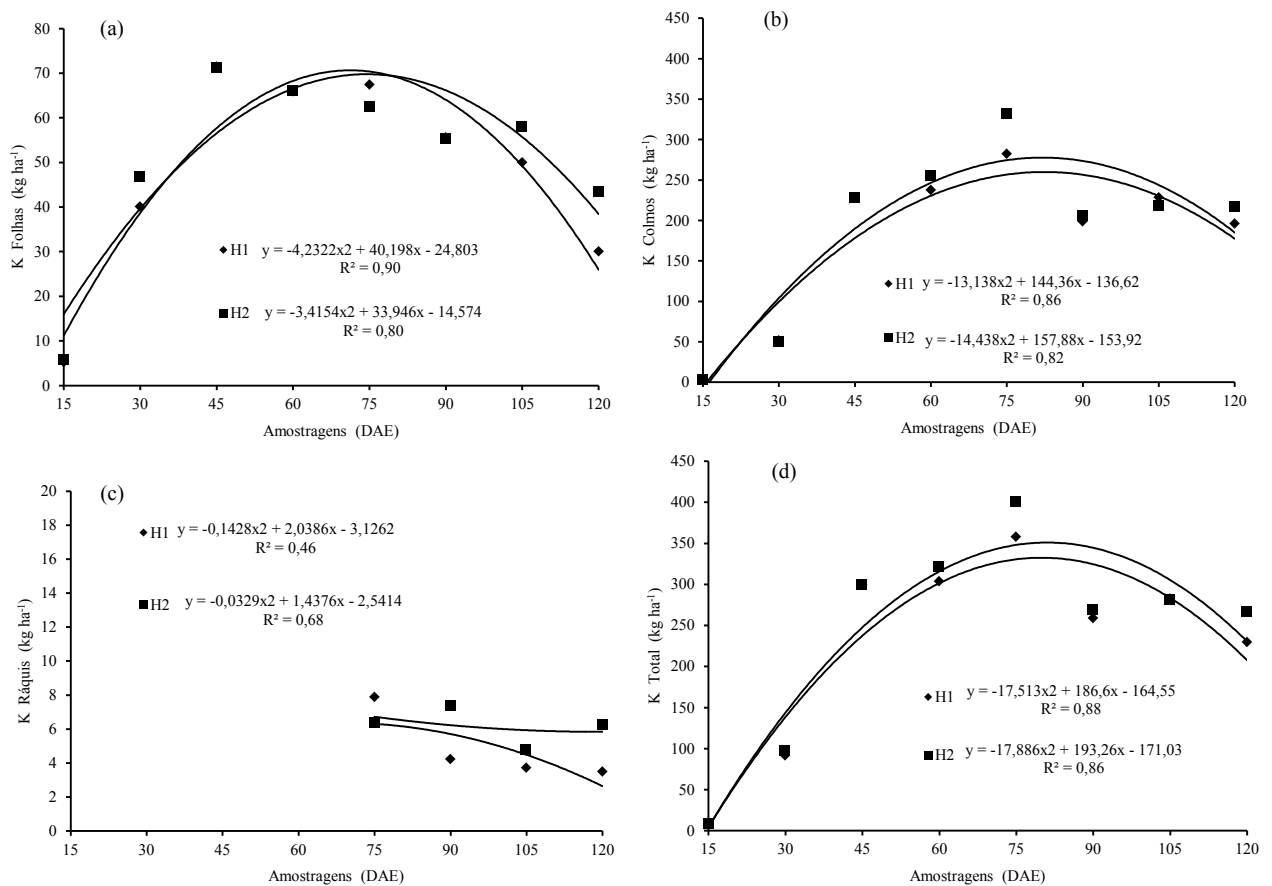 (a)
K Folhas (kg ha-1)
80
70
60
50
40
30
20
10
0
H1 y = -4,2322x2 + 40,198x - 24,803
R² = 0,90
H2 y = -3,4154x2 + 33,946x - 14,574
R² = 0,80
15 30 45 60 75 90 105 120
Amostragens (DAE)
(b)
K Colmos (kg ha-1)
450
400
350
300
250
200
150
100
50
0
H1 y = -13,138x2 + 144,36x - 136,62
R² = 0,86
H2 y = -14,438x2 + 157,88x - 153,92
R² = 0,82
15 30 45 60 75 90 105 120
Amostragens (DAE)
(c)
K Ráquis (kg ha-1)
20
18
16
14
12
10
8
6
4
2
0
H1 y = -0,1428x2 + 2,0386x - 3,1262
R² = 0,46
H2 y = -0,0329x2 + 1,4376x - 2,5414
R² = 0,68
15 30 45 60 75 90 105 120
Amostragens (DAE)
(d)
K Total (kg ha-1)
450
400
350
300
250
200
150
100
50
0
H1 y = -17,513x2 + 186,6x - 164,55
R² = 0,88
H2 y = -17,886x2 + 193,26x - 171,03
R² = 0,86
15 30 45 60 75 90 105 120
Amostragens (DAE)